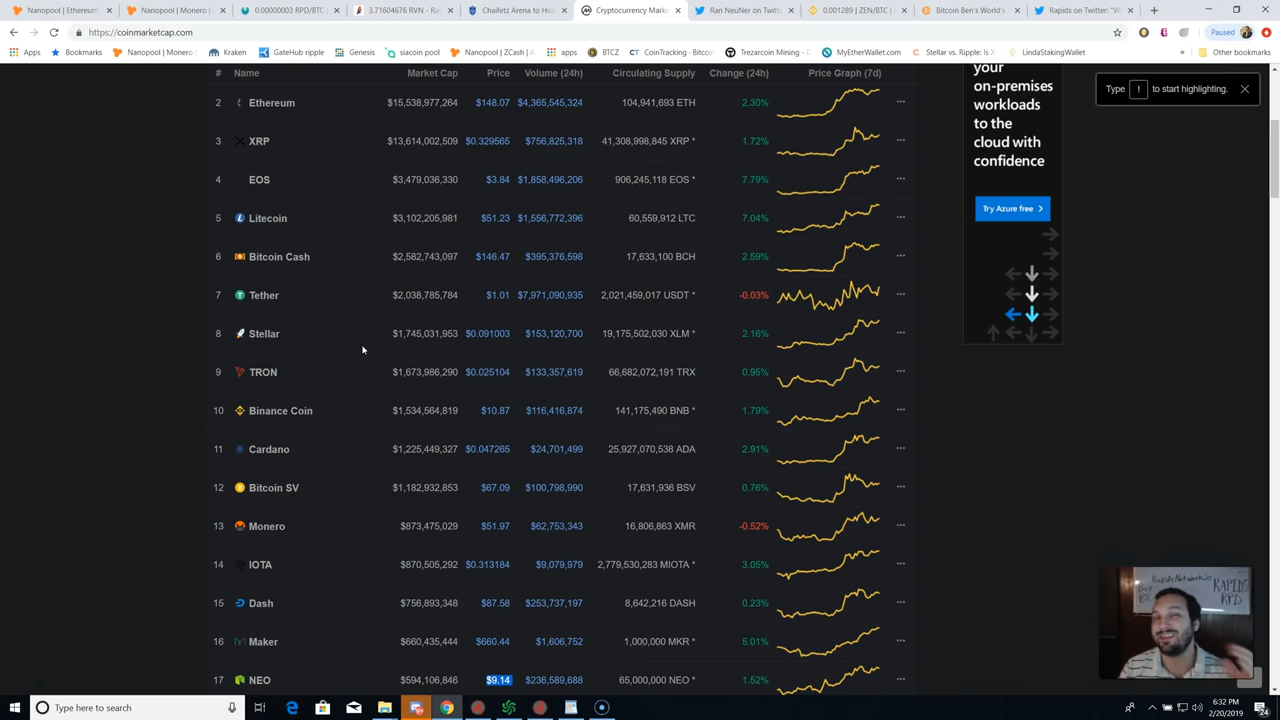 Nanopool | Ethereum
Nanopool | Monero |
0.00000003 RPD/BTC
3.71604676 RVN - Ra
Chaifetz Arena to Ho
Cryptocurrency Marke
Ran NeuNer on Twitte
0.001289 | ZEN/BTC |
Bitcoin Ben's World's
Rapids on Twitter: "W
https://coinmarketcap.com
Paused
Apps
Bookmarks
Nanopool | Monero |
Kraken
GateHub ripple
Genesis
siacoin pool
Nanopool | ZCash | A
apps
BTCZ
CoinTracking · Bitcoi
Trezarcoin Mining -
MyEtherWallet.com
Stellar vs. Ripple: Is X
LindaStakingWallet
»
Other bookmarks
# Name Market Cap Price Volume (24h) Circulating Supply Change (24h) Price Graph (7d)
2 Ethereum $15,538,977,264 $148.07 $4,365,545,324 104,941,693 ETH 2.30%
3 XRP $13,614,002,509 $0.329565 $756,825,318 41,308,998,845 XRP * 1.72%
4 EOS $3,479,036,330 $3.84 $1,858,496,206 906,245,118 EOS * 7.79%
5 Litecoin $3,102,205,981 $51.23 $1,556,772,396 60,559,912 LTC 7.04%
6 Bitcoin Cash $2,582,743,097 $146.47 $395,376,598 17,633,100 BCH 2.59%
7 Tether $2,038,785,784 $1.01 $7,971,090,935 2,021,459,017 USDT * -0.03%
8 Stellar $1,745,031,953 $0.091003 $153,120,700 19,175,502,030 XLM * 2.16%
9 TRON $1,673,986,290 $0.025104 $133,357,619 66,682,072,191 TRX 0.95%
10 Binance Coin $1,534,564,819 $10.87 $116,416,874 141,175,490 BNB * 1.79%
11 Cardano $1,225,449,327 $0.047265 $24,701,499 25,927,070,538 ADA 2.91%
12 Bitcoin SV $1,182,932,853 $67.09 $100,798,990 17,631,936 BSV 0.76%
13 Monero $873,475,029 $51.97 $62,753,343 16,806,863 XMR -0.52%
14 IOTA $870,505,292 $0.313184 $9,079,979 2,779,530,283 MIOTA * 3.05%
15 Dash $756,893,348 $87.58 $253,737,197 8,642,216 DASH 0.23%
16 Maker $660,435,444 $660.44 $1,606,752 1,000,000 MKR * 5.01%
17 NEO $594,106,846 $9.14 $236,589,688 65,000,000 NEO * 1.52%
your
on-premises
workloads
to the
cloud with
confidence
Try Azure free
Type ! to start highlighting.
RapidsNetwork.io
Buy
BTC
RAPIDS
RPD
Type here to search
6:32 PM
2/20/2019
24